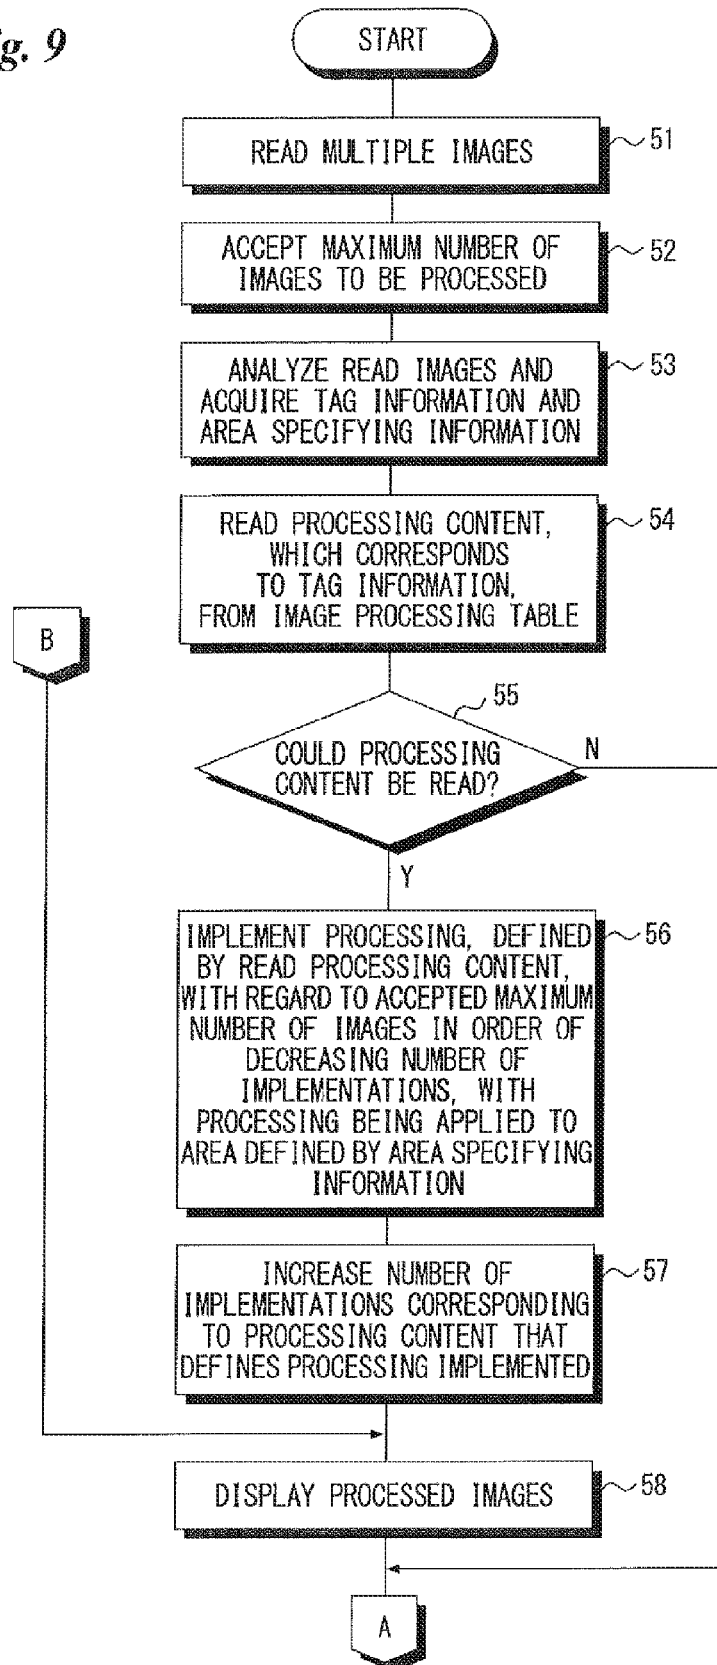 g. 9
START
READ MULTIPLE IMAGES
51
ACCEPT MAXIMUM NUMBER OF
IMAGES TO BE PROCESSED
52
ANALYZE READ IMAGES AND
ACQUIRE TAG INFORMATION AND
AREA SPECIFYING INFORMATION
53
READ PROCESSING CONTENT,
WHICH CORRESPONDS
TO TAG INFORMATION,
FROM IMAGE PROCESSING TABLE
54
B
55
COULD PROCESSING
CONTENT BE READ?
N
Y
IMPLEMENT PROCESSING, DEFINED
BY READ PROCESSING CONTENT,
WITH REGARD TO ACCEPTED MAXIMUM
NUMBER OF IMAGES IN ORDER OF
DECREASING NUMBER OF
IMPLEMENTATIONS, WITH
PROCESSING BEING APPLIED TO
AREA DEFINED BY AREA SPECIFYING
INFORMATION
56
INCREASE NUMBER OF
IMPLEMENTATIONS CORRESPONDING
TO PROCESSING CONTENT THAT
DEFINES PROCESSING IMPLEMENTED
57
DISPLAY PROCESSED IMAGES
58
A